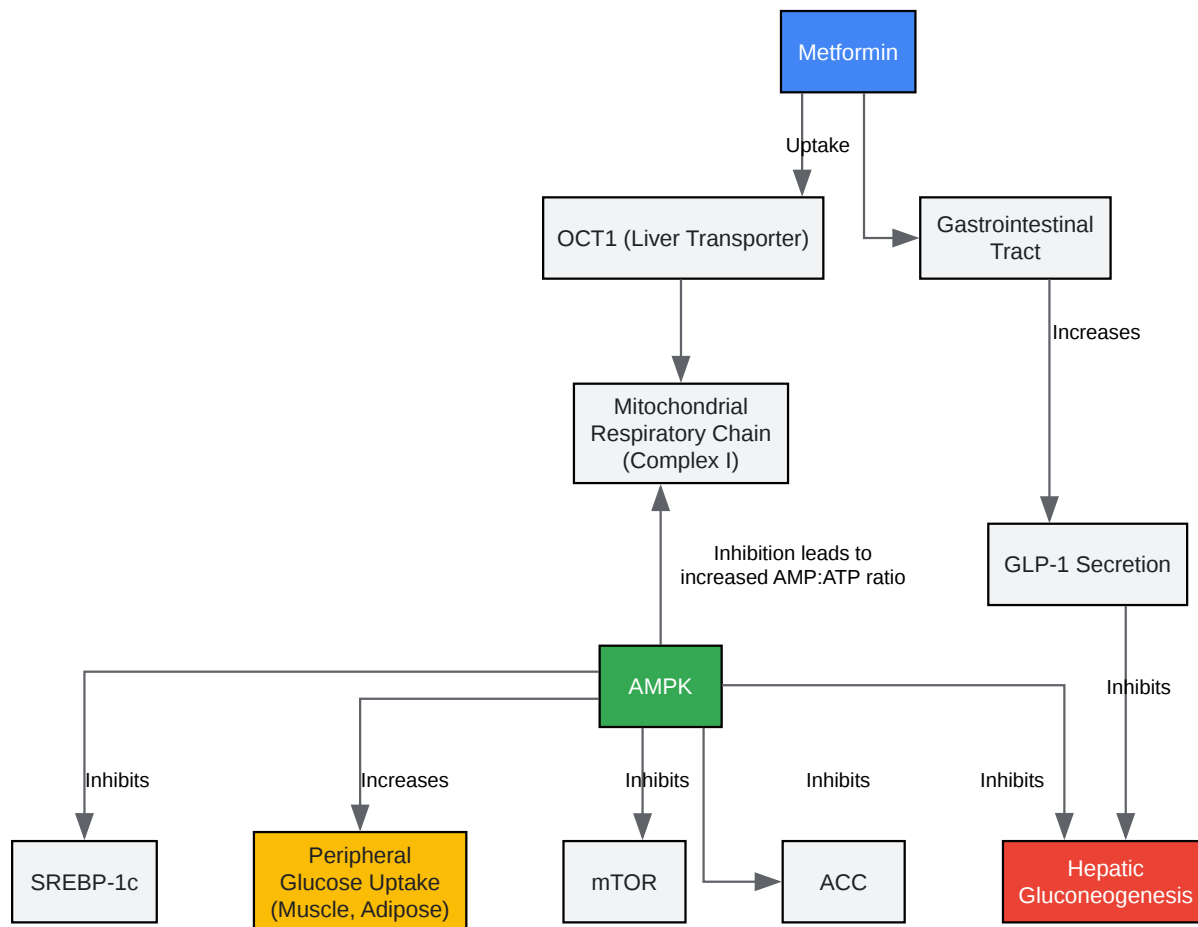 Metformin
Uptake
OCT1 (Liver Transporter)
Gastrointestinal
Tract
Increases
Mitochondrial
Respiratory Chain
(Complex I)
Inhibition leads to
increased AMP:ATP ratio
GLP-1 Secretion
AMPK
Inhibits
Inhibits
Increases
Inhibits
Inhibits
Inhibits
SREBP-1c
Peripheral
Glucose Uptake
(Muscle, Adipose)
mTOR
ACC
Hepatic
Gluconeogenesis